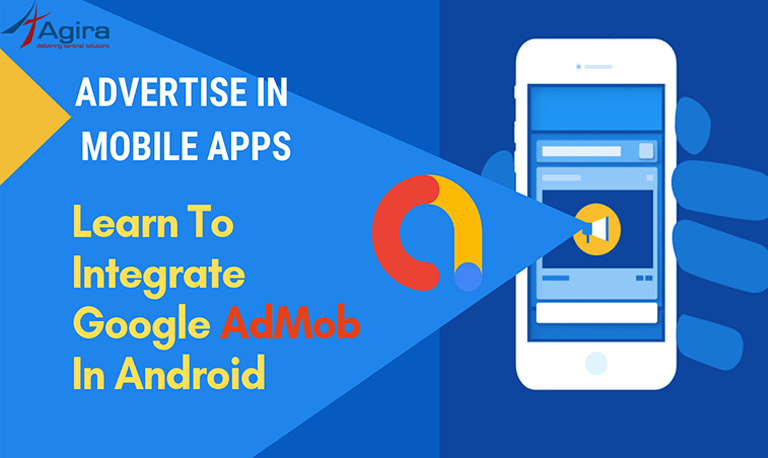 Agira
delivering sentinel solutions
ADVERTISE IN
MOBILE APPS
Learn To
Integrate
Google AdMob
In Android